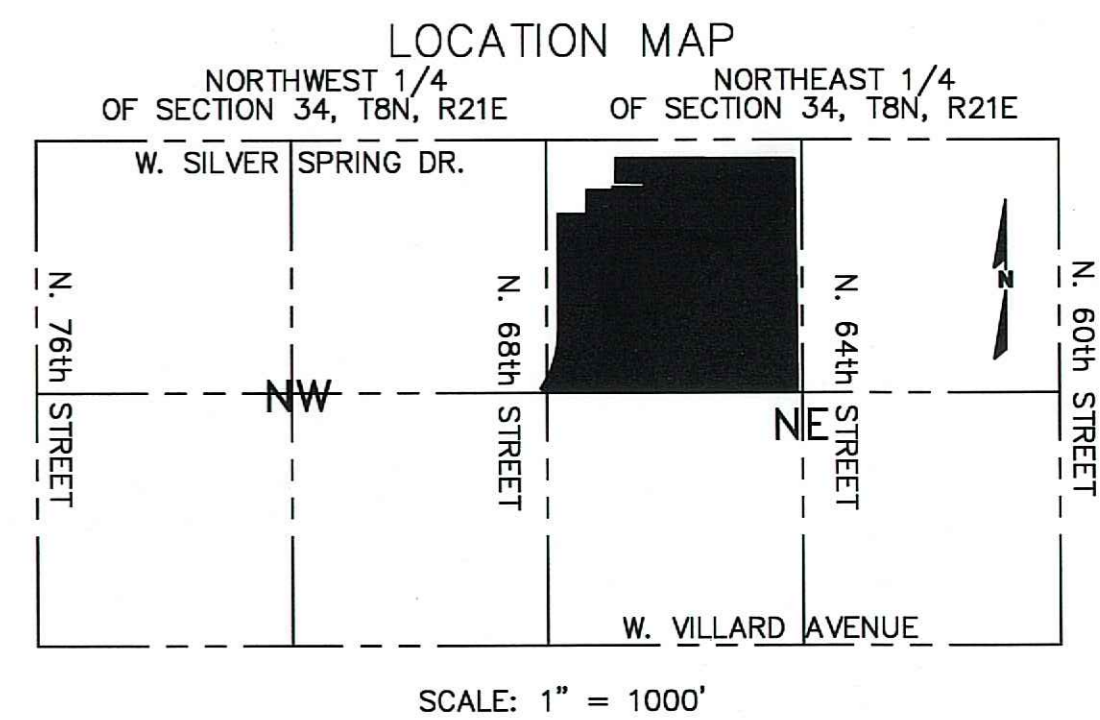 LOCATION MAP
NORTHWEST 1/4
OF SECTION 34, T8N, R21E
NORTHEAST 1/4
OF SECTION 34, T8N, R21E
W. SILVER SPRING DR.
N. 76th STREET
N. 68th STREET
N. 64th STREET
N. 60th STREET
N
NW
NE
W. VILLARD AVENUE
SCALE: 1" = 1000'